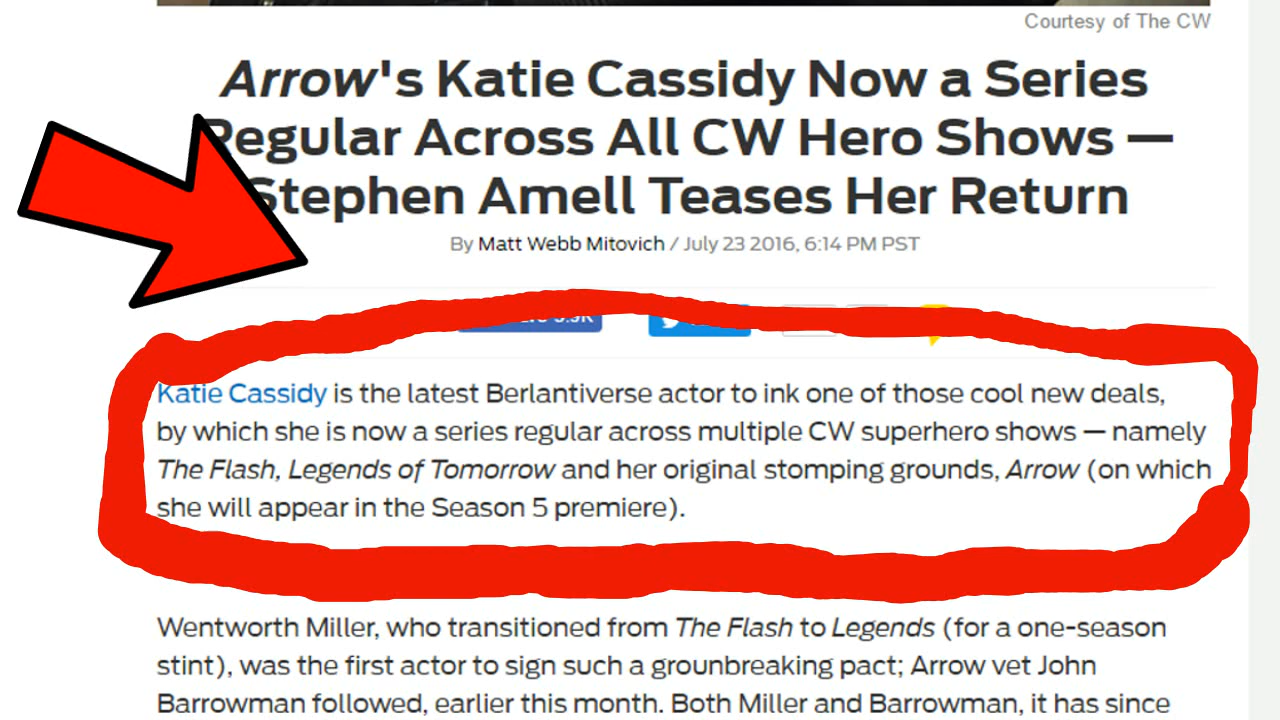 Courtesy of The CW
Arrow's Katie Cassidy Now a Series
Regular Across All CW Hero Shows —
Stephen Amell Teases Her Return
By Matt Webb Mitovich / July 23 2016, 6:14 PM PST
Katie Cassidy is the latest Berlantiverse actor to ink one of those cool new deals,
by which she is now a series regular across multiple CW superhero shows — namely
The Flash, Legends of Tomorrow and her original stomping grounds, Arrow (on which
she will appear in the Season 5 premiere).
Wentworth Miller, who transitioned from The Flash to Legends (for a one-season
stint), was the first actor to sign such a grounbreaking pact; Arrow vet John
Barrowman followed, earlier this month. Both Miller and Barrowman, it has since